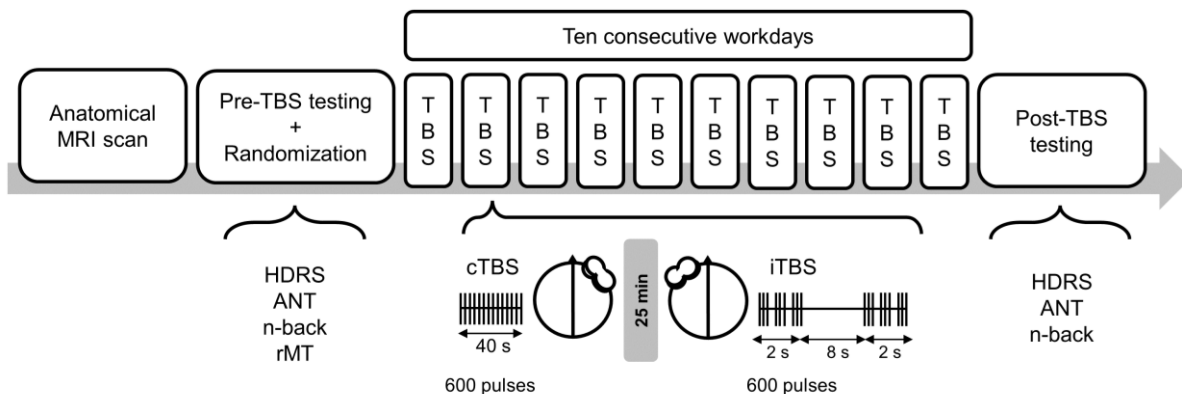 Ten consecutive workdays
Anatomical
MRI scan
Pre-TBS testing
+
Randomization
T
B
S
T
B
S
T
B
S
T
B
S
T
B
S
T
B
S
T
B
S
T
B
S
T
B
S
T
B
S
Post-TBS
testing
HDRS
ANT
n-back
rMT
cTBS
40 s
600 pulses
25 min
iTBS
2 s
8 s
2 s
600 pulses
HDRS
ANT
n-back